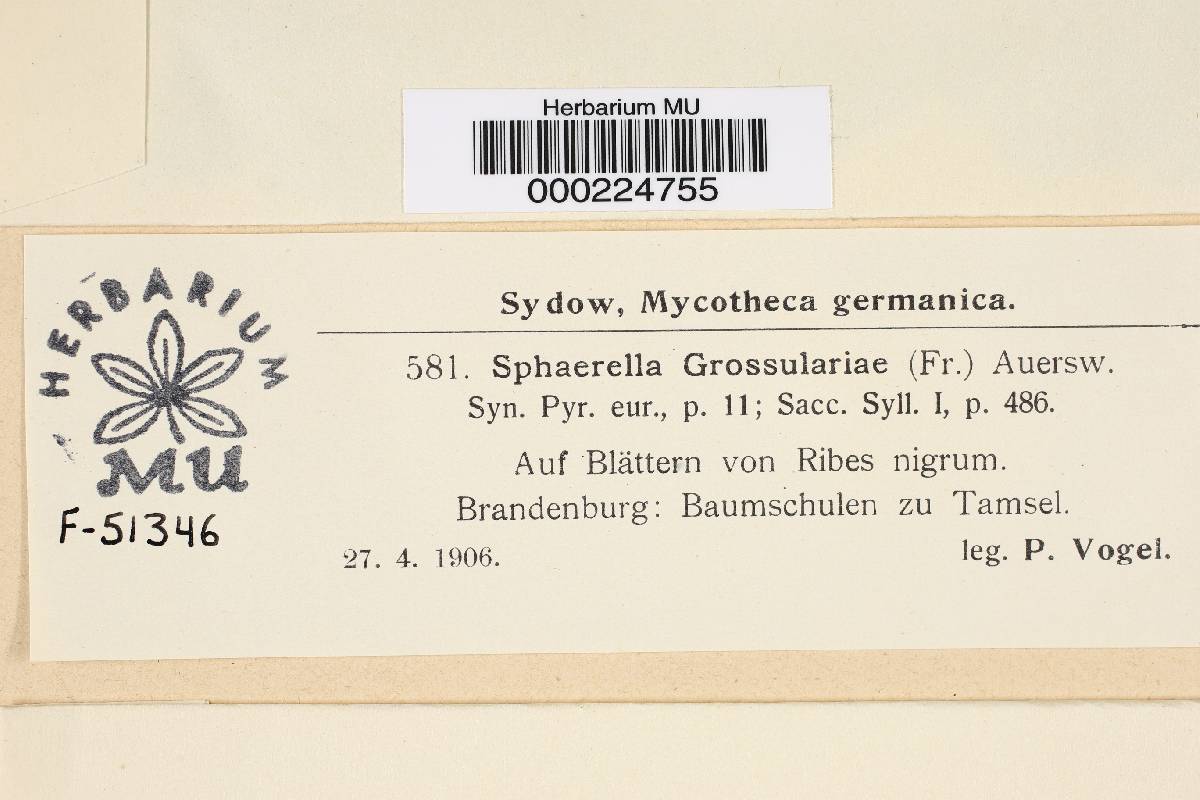 Herbarium MU
000224755
HERBARIUM
MU
F-51346
Sydow, Mycotheca germanica.
581. Sphaerella Grossulariae (Fr.) Auersw.
Syn. Pyr. eur., p. 11; Sacc. Syll. I, p. 486.
Auf Blättern von Ribes nigrum.
Brandenburg: Baumschulen zu Tamsel.
27. 4. 1906. leg. P. Vogel.